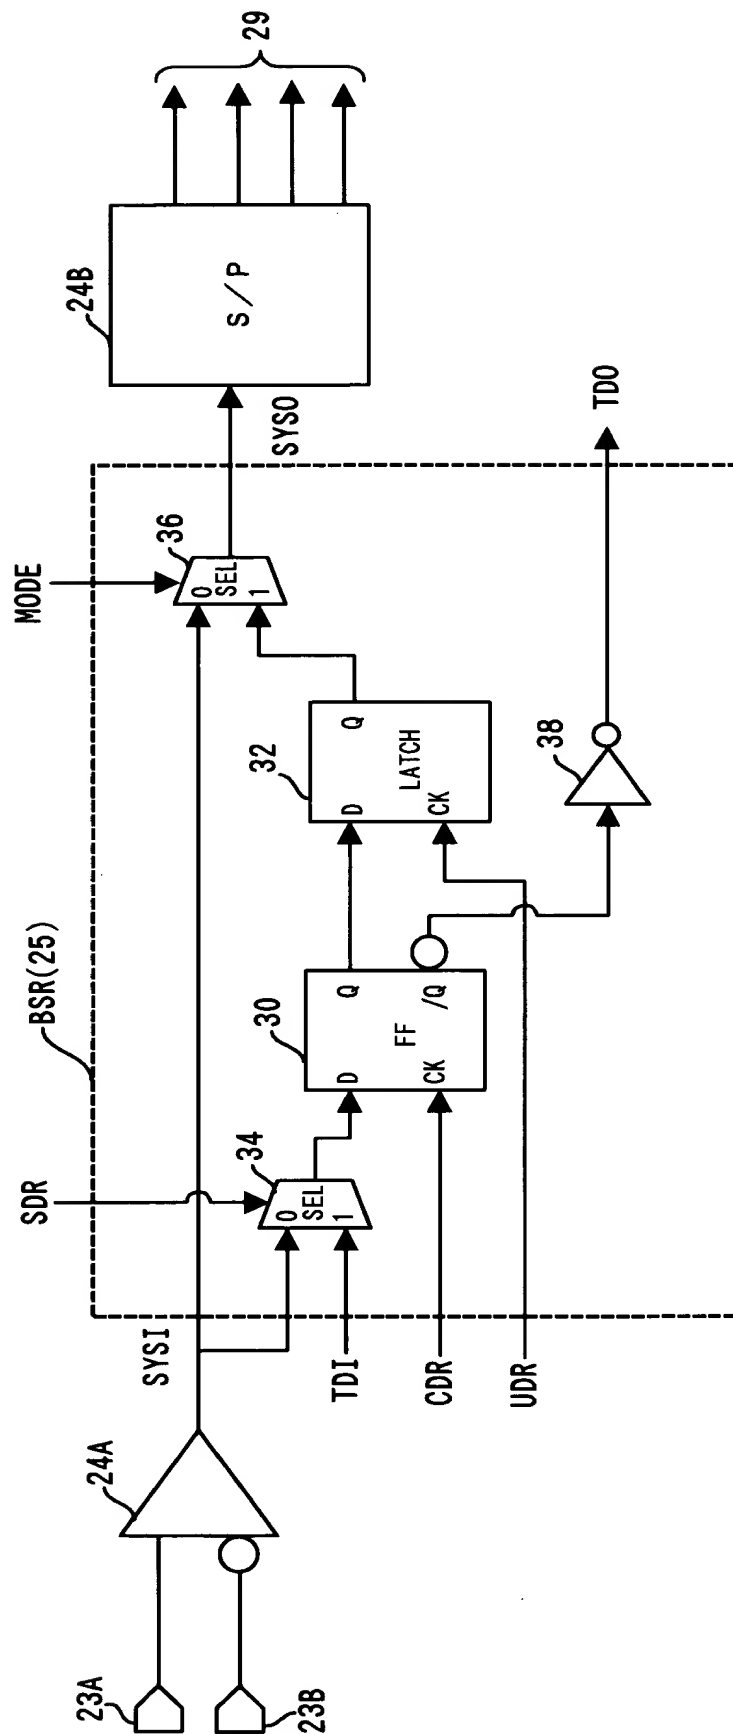 23A
23B
24A
SYSI
BSR(25)
SDR
TDI
CDR
UDR
34
0
SEL
1
30
D
Q
FF
CK
/Q
32
D
Q
LATCH
CK
MODE
36
0
SEL
1
38
SYSO
TDO
24B
S/P
29